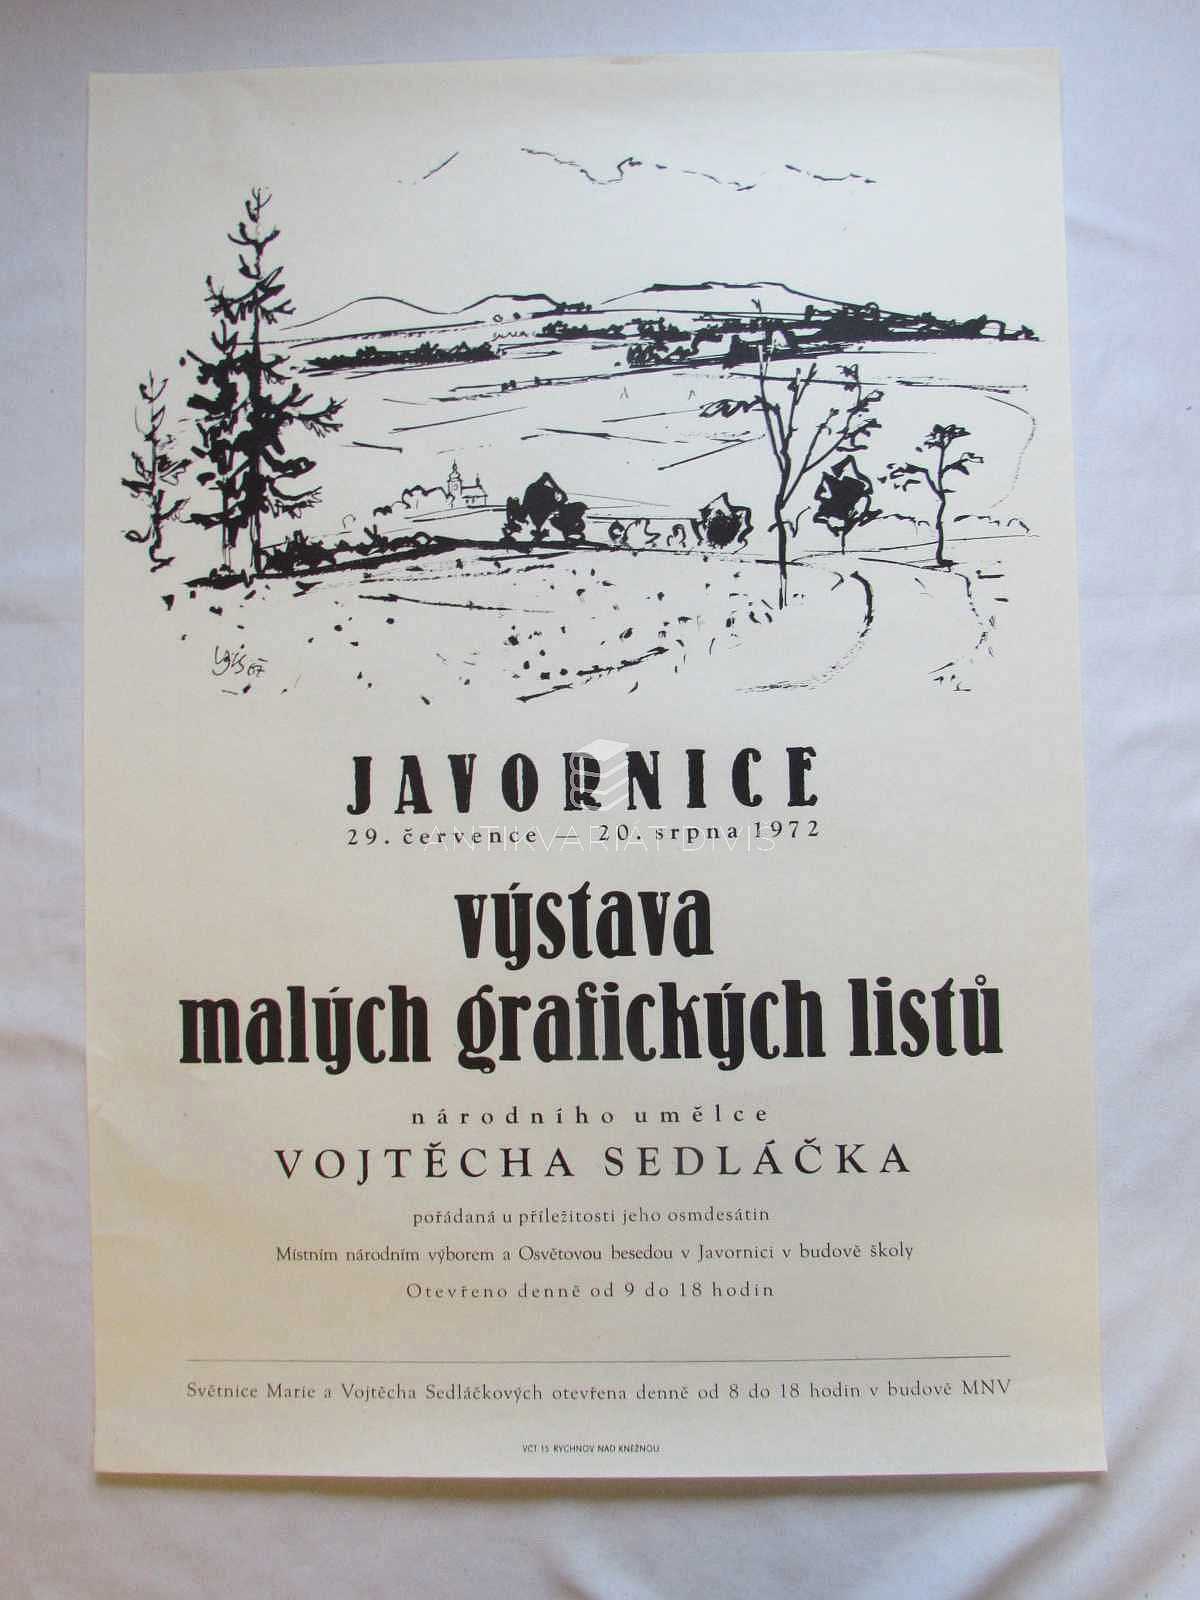 JAVORNICE
29. července — 20. srpna 1972
ANTIKVARIÁT DIVIŠ
výstava
malých grafických listů
národního umělce
VOJTĚCHA SEDLÁČKA
pořádaná u příležitosti jeho osmdesátin
Místním národním výborem a Osvětovou besedou v Javornici v budově školy
Otevřeno denně od 9 do 18 hodin
Světnice Marie a Vojtěcha Sedláčkových otevřena denně od 8 do 18 hodin v budově MNV
VCT 15 RYCHNOV NAD KNĚŽNOU